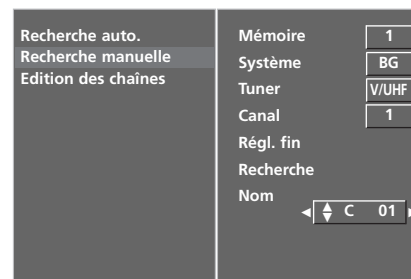 Recherche auto.
Recherche manuelle
Edition des chaînes
Mémoire 1
Système BG
Tuner V/UHF
Canal 1
Régl. fin
Recherche
Nom
C 01